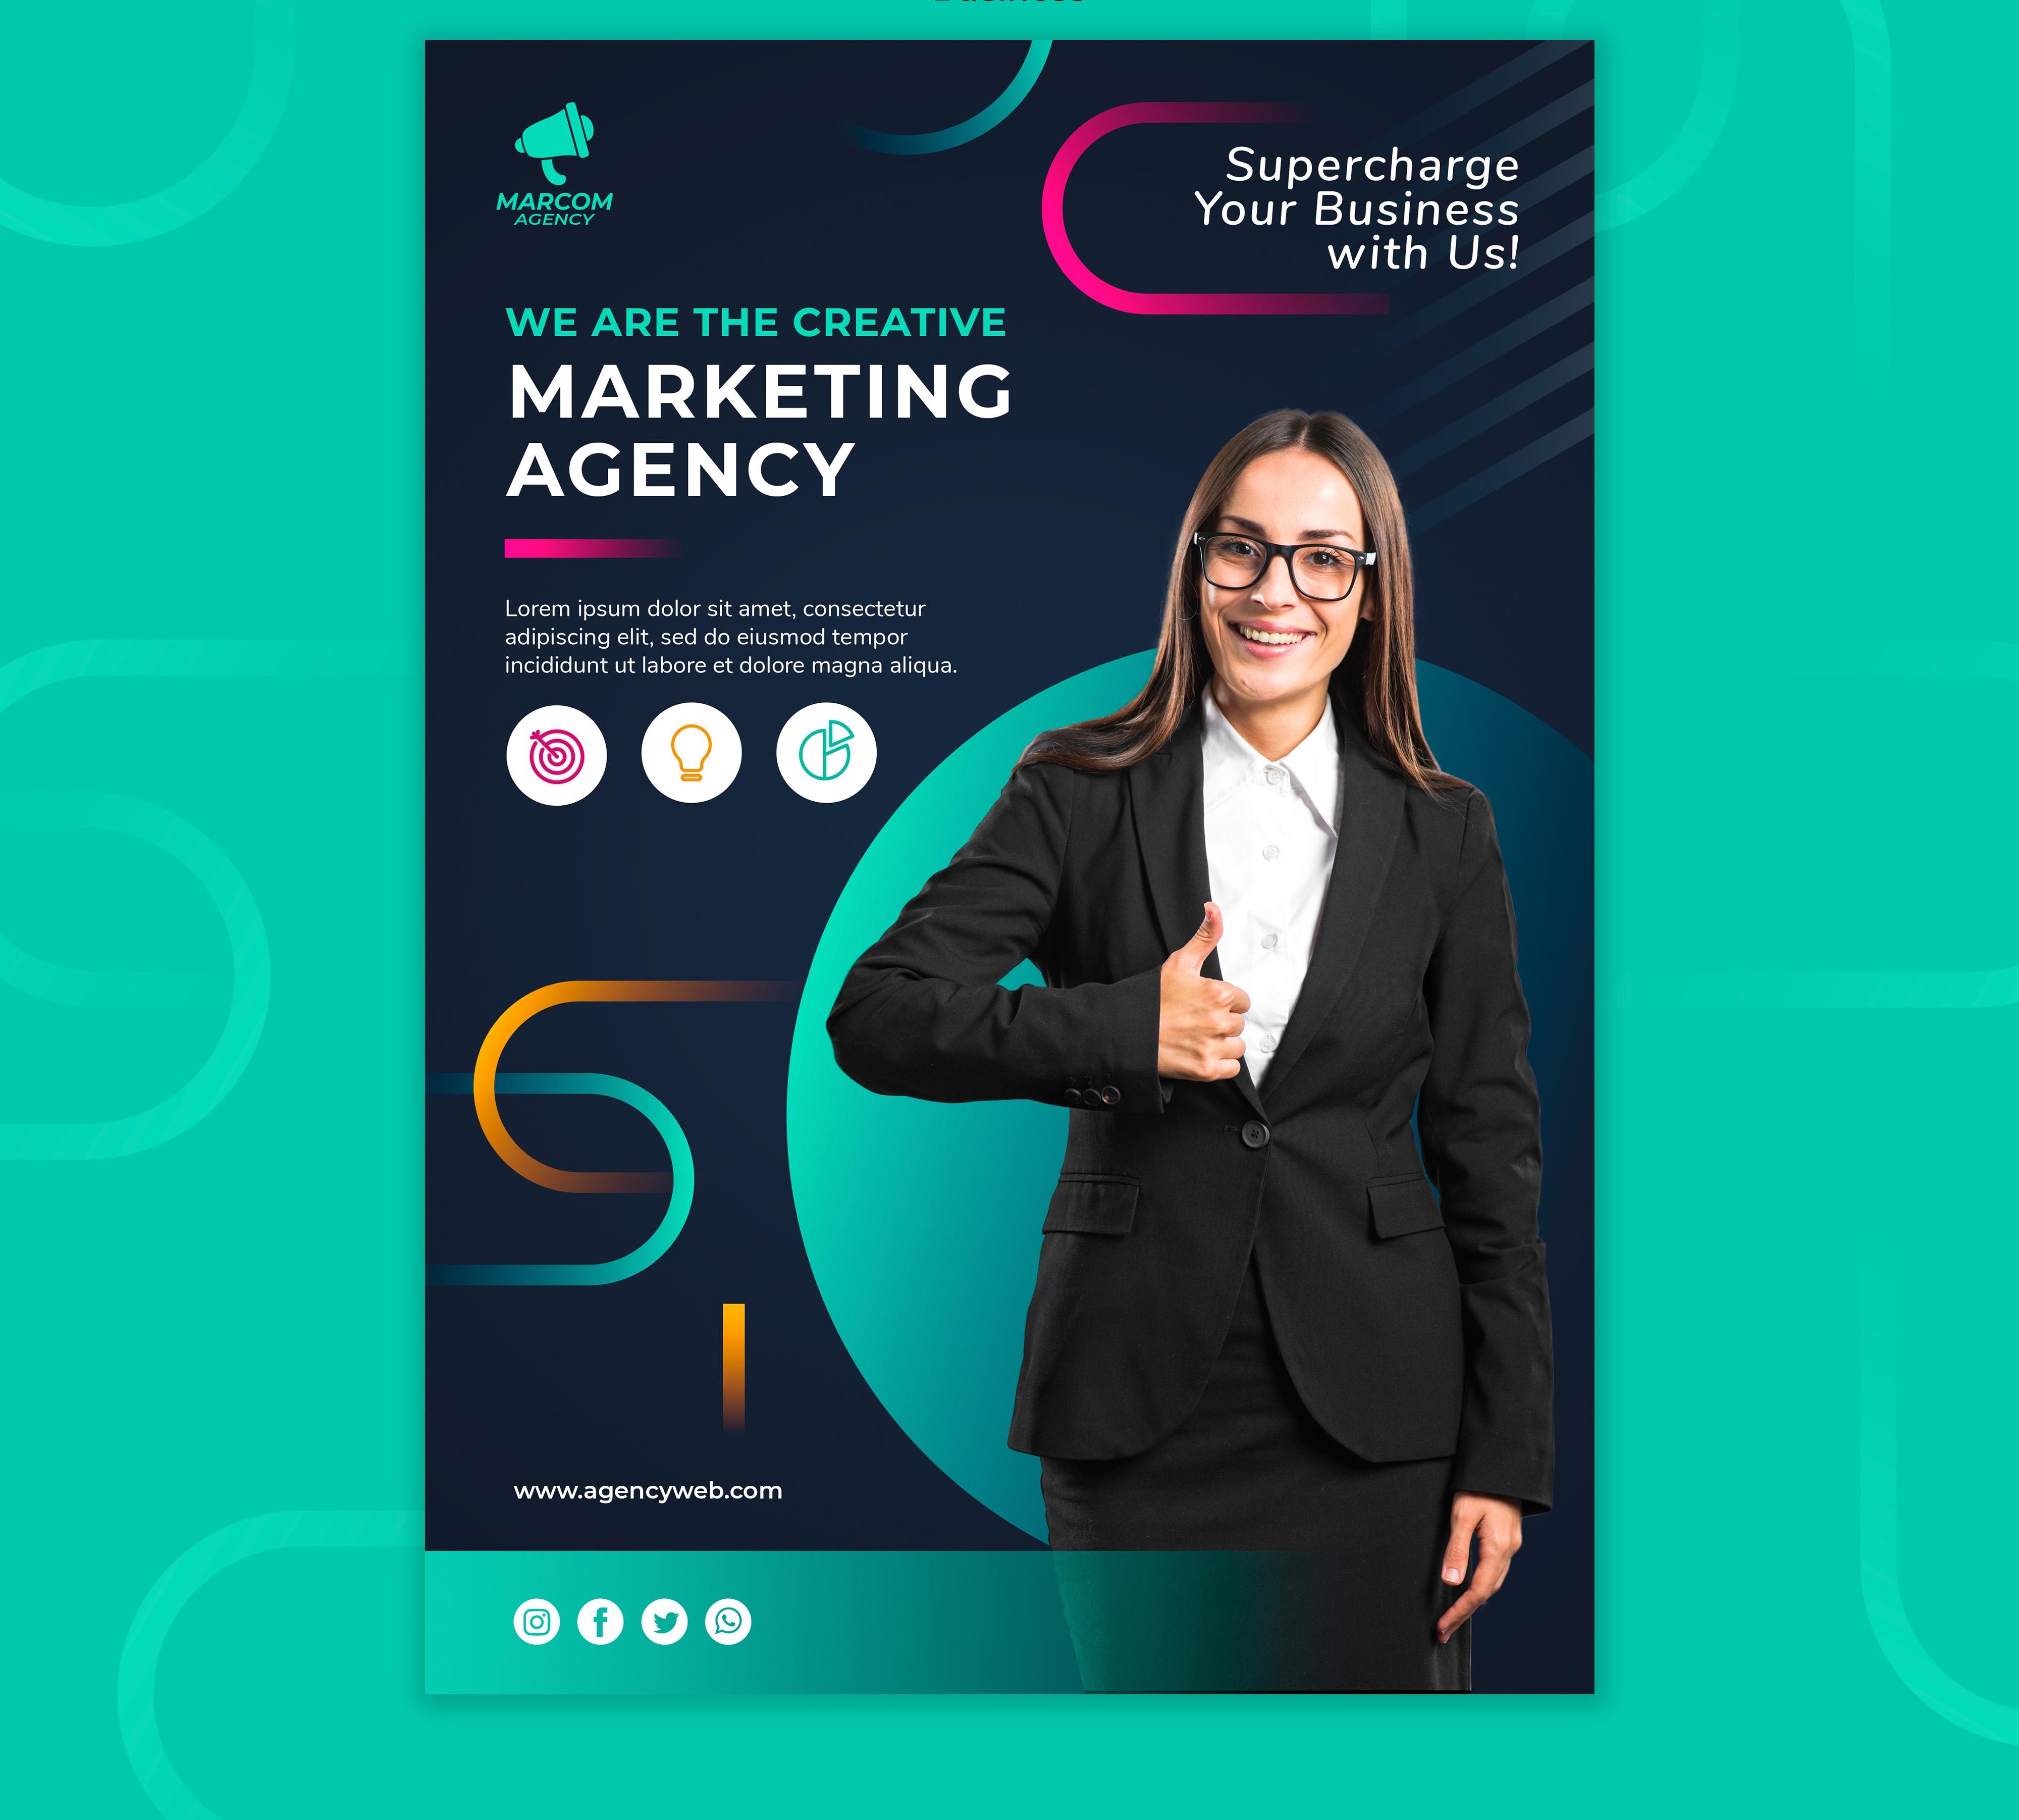 MARCOM
AGENCY
Supercharge
Your Business
with Us!
WE ARE THE CREATIVE
MARKETING
AGENCY
Lorem ipsum dolor sit amet, consectetur
adipiscing elit, sed do eiusmod tempor
incididunt ut labore et dolore magna aliqua.
www.agencyweb.com